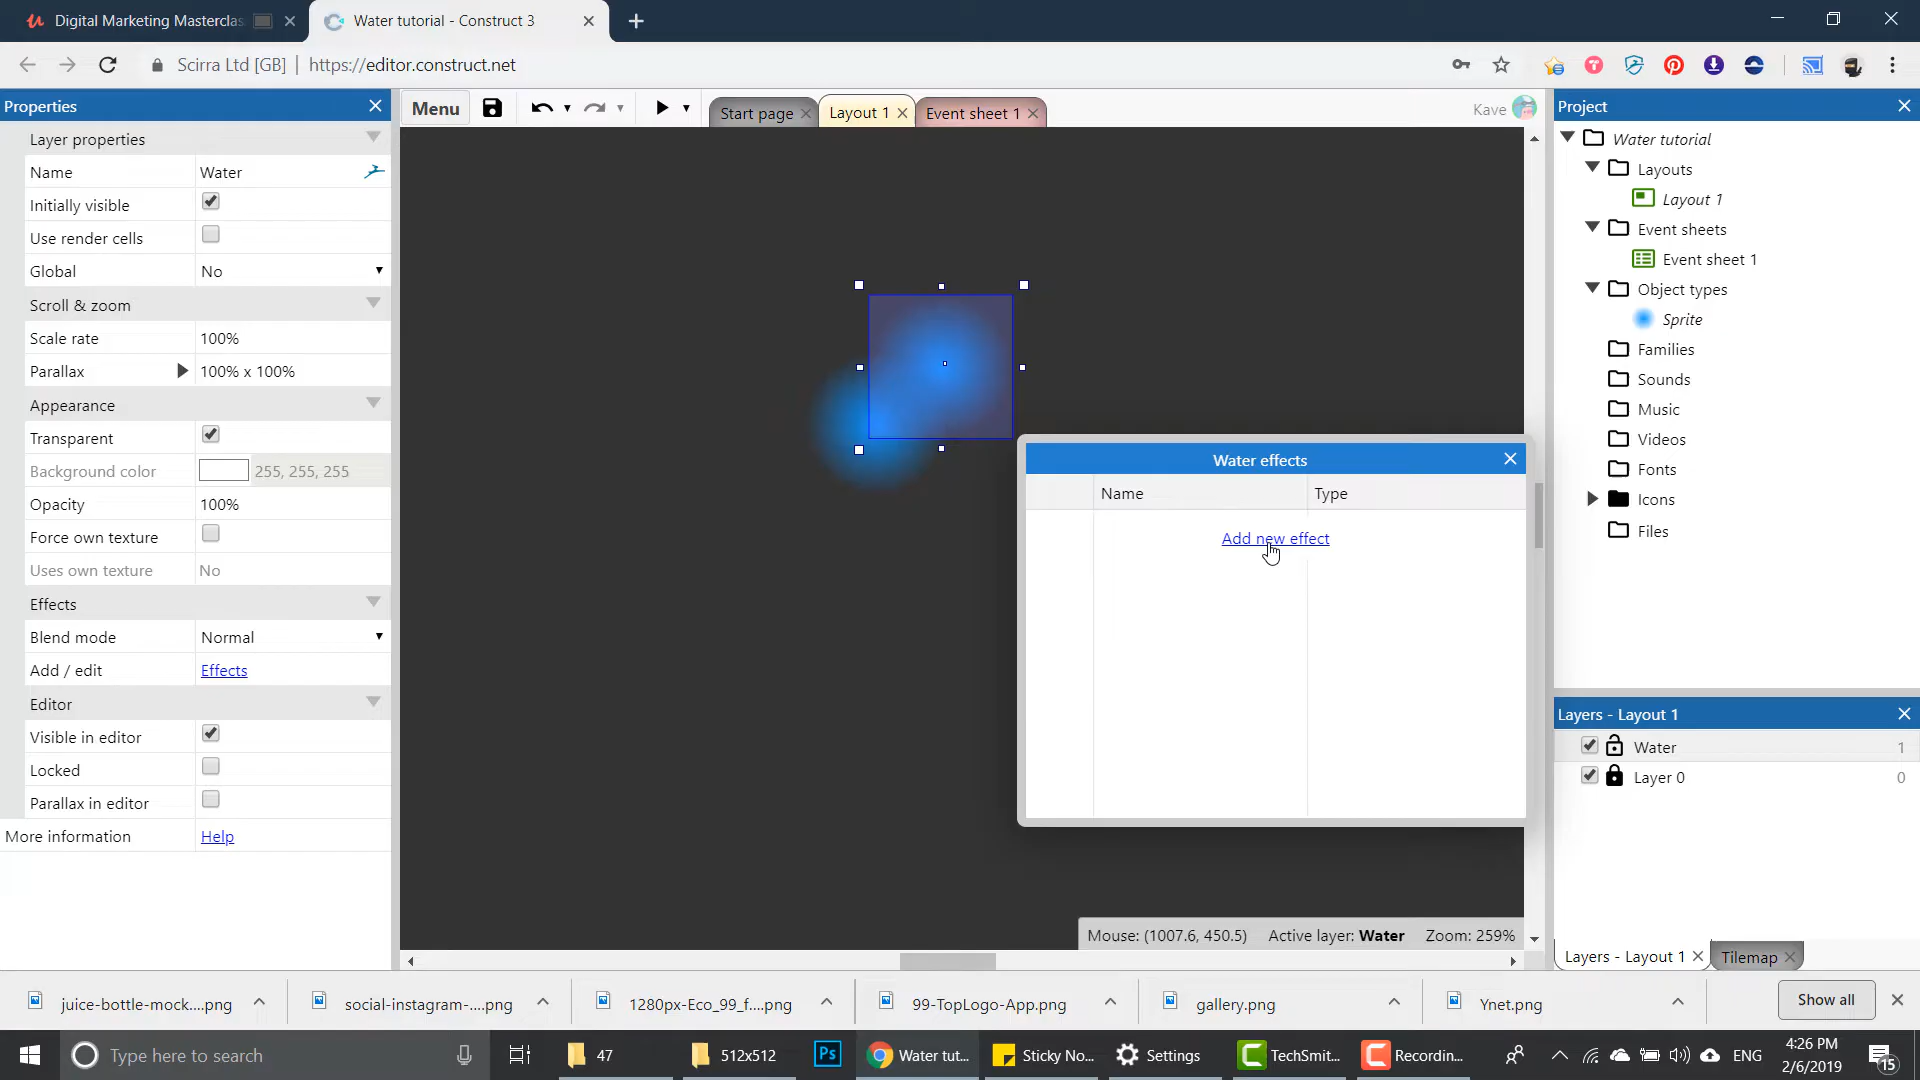 Digital Marketing Masterclas
Water tutorial - Construct 3
Scirra Ltd [GB] | https://editor.construct.net
Properties
Layer properties
Name Water
Initially visible
Use render cells
Global No
Scroll & zoom
Scale rate 100%
Parallax 100% x 100%
Appearance
Transparent
Background color 255, 255, 255
Opacity 100%
Force own texture
Uses own texture No
Effects
Blend mode Normal
Add / edit Effects
Editor
Visible in editor
Locked
Parallax in editor
More information Help
Menu
Start page
Layout 1
Event sheet 1
Kave
Water effects
Name Type
Add new effect
Mouse: (1007.6, 450.5) Active layer: Water Zoom: 259%
Project
Water tutorial
Layouts
Layout 1
Event sheets
Event sheet 1
Object types
Sprite
Families
Sounds
Music
Videos
Fonts
Icons
Files
Layers - Layout 1
Water 1
Layer 0 0
Layers - Layout 1
Tilemap
juice-bottle-mock....png
social-instagram-....png
1280px-Eco_99_f....png
99-TopLogo-App.png
gallery.png
Ynet.png
Show all
Type here to search
47
512x512
Ps
Water tut...
Sticky No...
Settings
TechSmit...
Recordin...
ENG
4:26 PM
2/6/2019
15